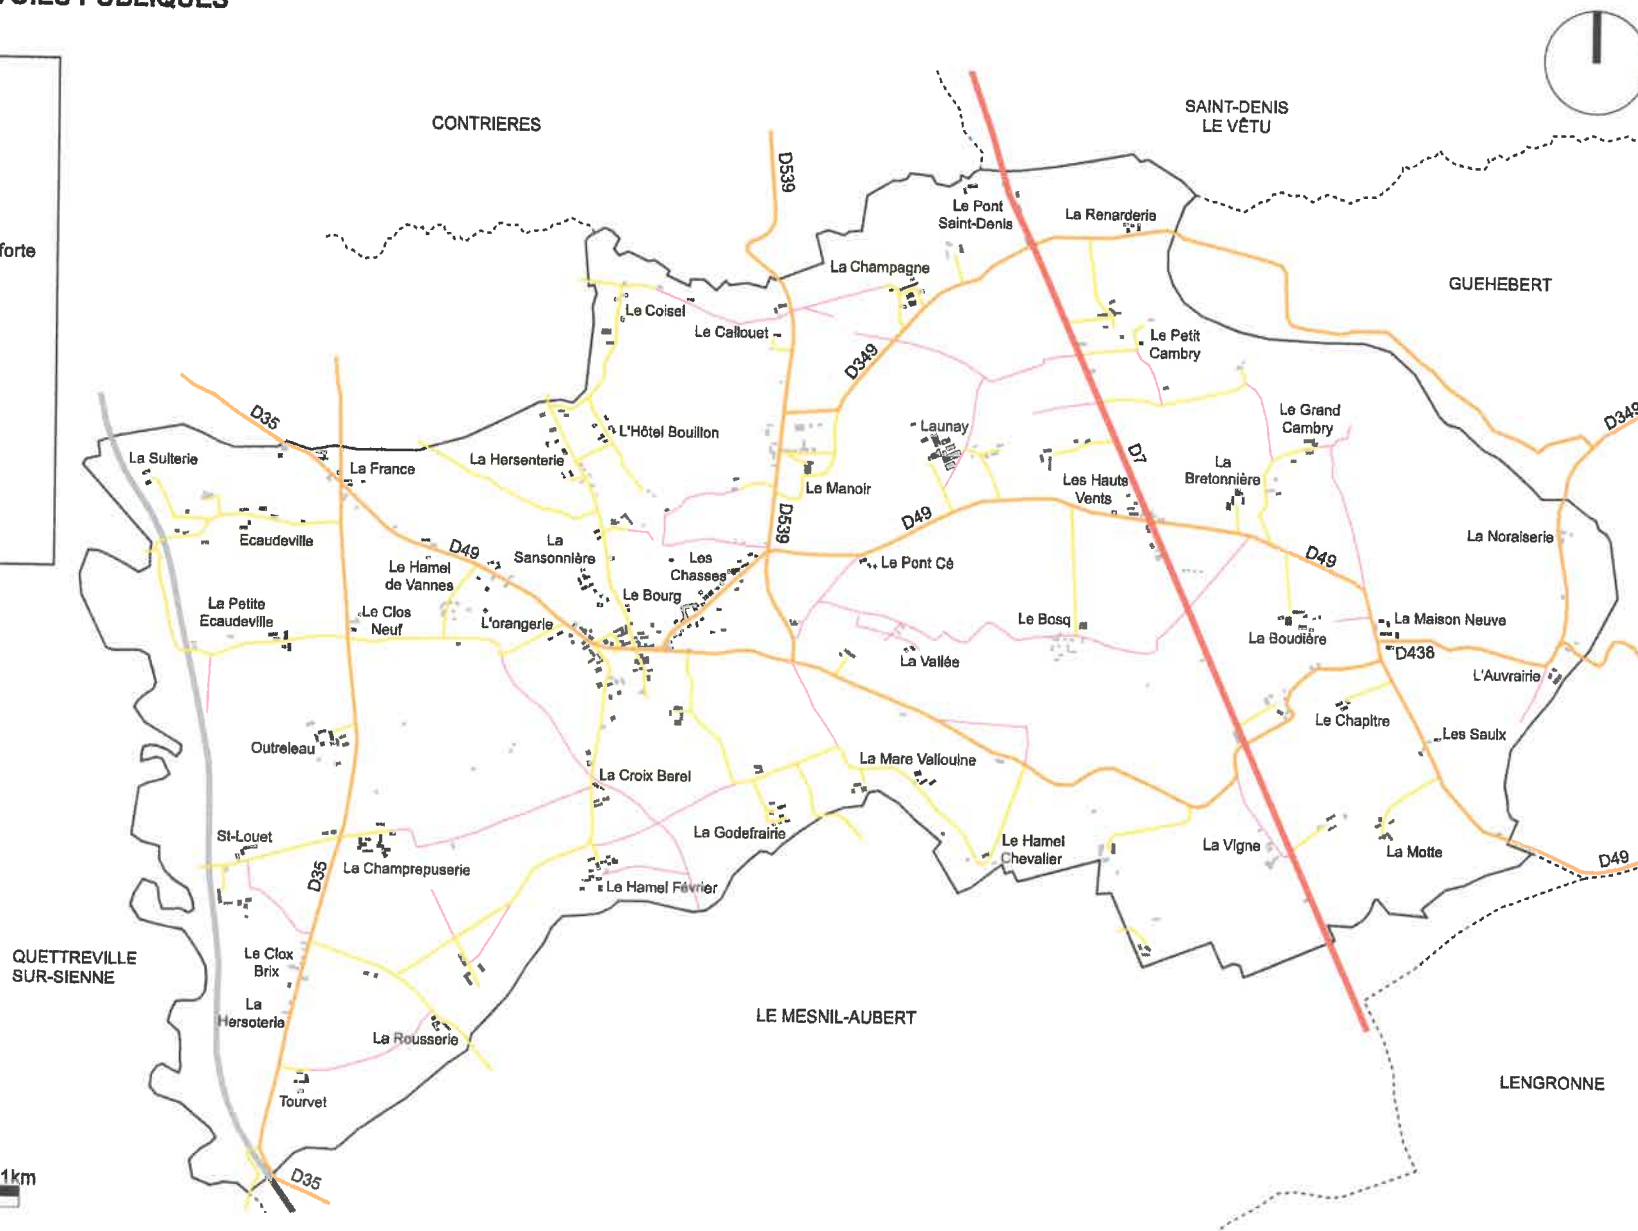 VOIES PUBLIQUES
forte
1km
CONTRIERES
SAINT-DENIS
LE VÊTU
GUEHEBERT
D539
Le Pont
Saint-Denis
La Renarderie
La Champagne
Le Coisel
Le Callouet
D349
Le Petit
Cambry
D349
D35
La Sulterie
La France
La Hersenterie
L'Hôtel Bouillon
Launay
Le Grand
Cambry
D7
La
Bretonnière
Les Hauts
Vents
Le Manoir
D539
D49
Ecaudeville
D49
La
Sansonnière
Le Hamel
de Vannes
Les
Chasses
Le Pont Cé
D49
La Noraiserie
La Petite
Ecaudeville
Le Clos
Neuf
L'orangerie
Le Bourg
Le Bosq
La Vallée
La Boudière
La Maison Neuve
D438
L'Auvrairie
Outreleau
Le Chapitre
Les Saulx
La Croix Berel
La Mare Vallouine
St-Louet
La Champrepuserie
La Godefrairie
Le Hamel
Chevalier
La Vigne
La Motte
D49
D35
Le Hamel Février
QUETTREVILLE
SUR-SIENNE
Le Clox
Brix
La
Hersoterie
La Rousserie
LE MESNIL-AUBERT
LENGRONNE
Tourvet
D35